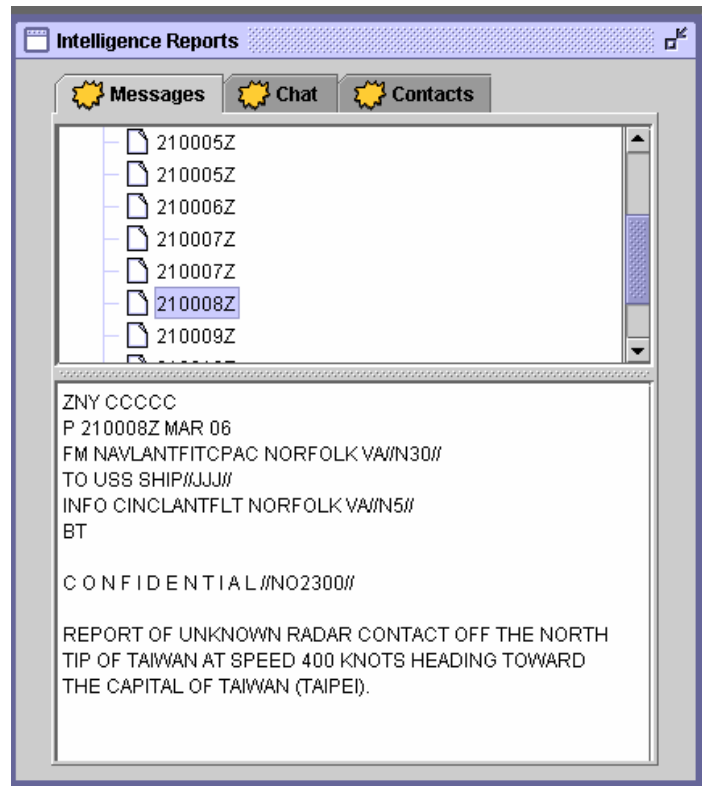 Intelligence Reports
Messages Chat Contacts
210005Z
210005Z
210006Z
210007Z
210007Z
210008Z
210009Z
ZNY CCCCC
P 210008Z MAR 06
FM NAVLANTFITCPAC NORFOLK VA//N30//
TO USS SHIP//JJJ//
INFO CINCLANTFLT NORFOLK VA//N5//
BT
C O N F I D E N T I A L //NO2300//
REPORT OF UNKNOWN RADAR CONTACT OFF THE NORTH
TIP OF TAIWAN AT SPEED 400 KNOTS HEADING TOWARD
THE CAPITAL OF TAIWAN (TAIPEI).